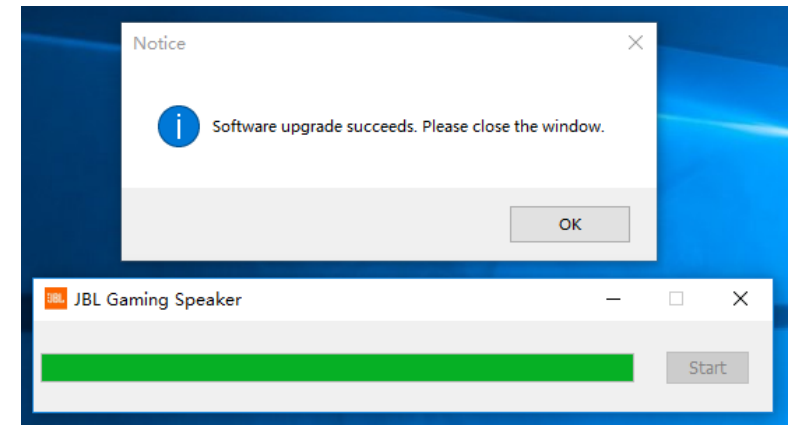 Notice
Software upgrade succeeds. Please close the window.
OK
JBL JBL Gaming Speaker
Start